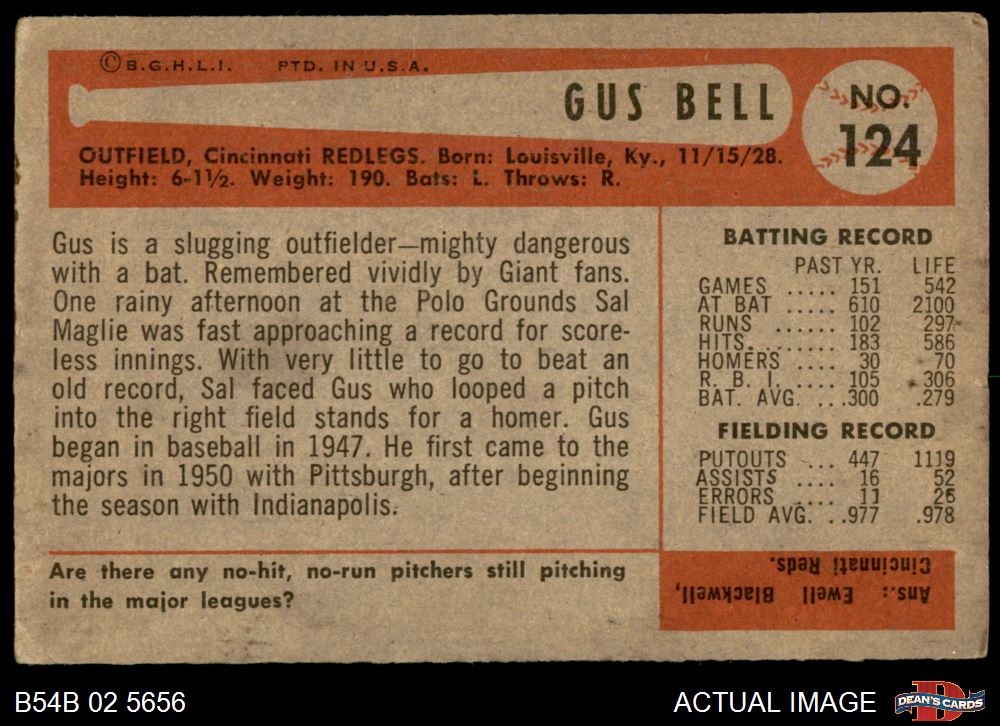 ©B.G.H.L.I. PTD. IN U.S.A.
GUS BELL
NO.
124
OUTFIELD, Cincinnati REDLEGS. Born: Louisville, Ky., 11/15/28.
Height: 6-1½. Weight: 190. Bats: L. Throws: R.
Gus is a slugging outfielder—mighty dangerous
with a bat. Remembered vividly by Giant fans.
One rainy afternoon at the Polo Grounds Sal
Maglie was fast approaching a record for score-
less innings. With very little to go to beat an
old record, Sal faced Gus who looped a pitch
into the right field stands for a homer. Gus
began in baseball in 1947. He first came to the
majors in 1950 with Pittsburgh, after beginning
the season with Indianapolis.
BATTING RECORD
PAST YR. LIFE
GAMES ..... 151 542
AT BAT ..... 610 2100
RUNS ...... 102 297
HITS. ....... 183 586
HOMERS .... 30 70
R. B. I. .... 105 306
BAT. AVG. ...300 .279
FIELDING RECORD
PUTOUTS ... 447 1119
ASSISTS .... 16 52
ERRORS .... 11 26
FIELD AVG. ..977 .978
Are there any no-hit, no-run pitchers still pitching
in the major leagues?
Ans.: Ewell Blackwell,
Cincinnati Reds.
B54B 02 5656
ACTUAL IMAGE
D
DEAN'S CARDS